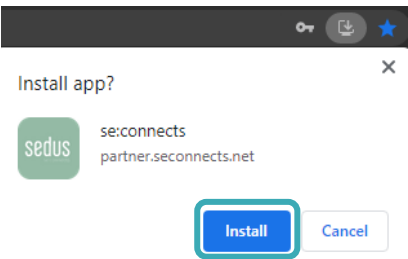 Install app?
sedus
se:connects
partner.seconnects.net
Install
Cancel